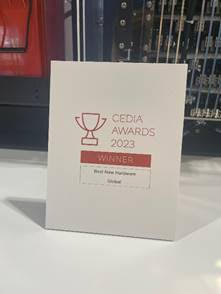 CEDIA
AWARDS
2023
WINNER
Best New Hardware
Global